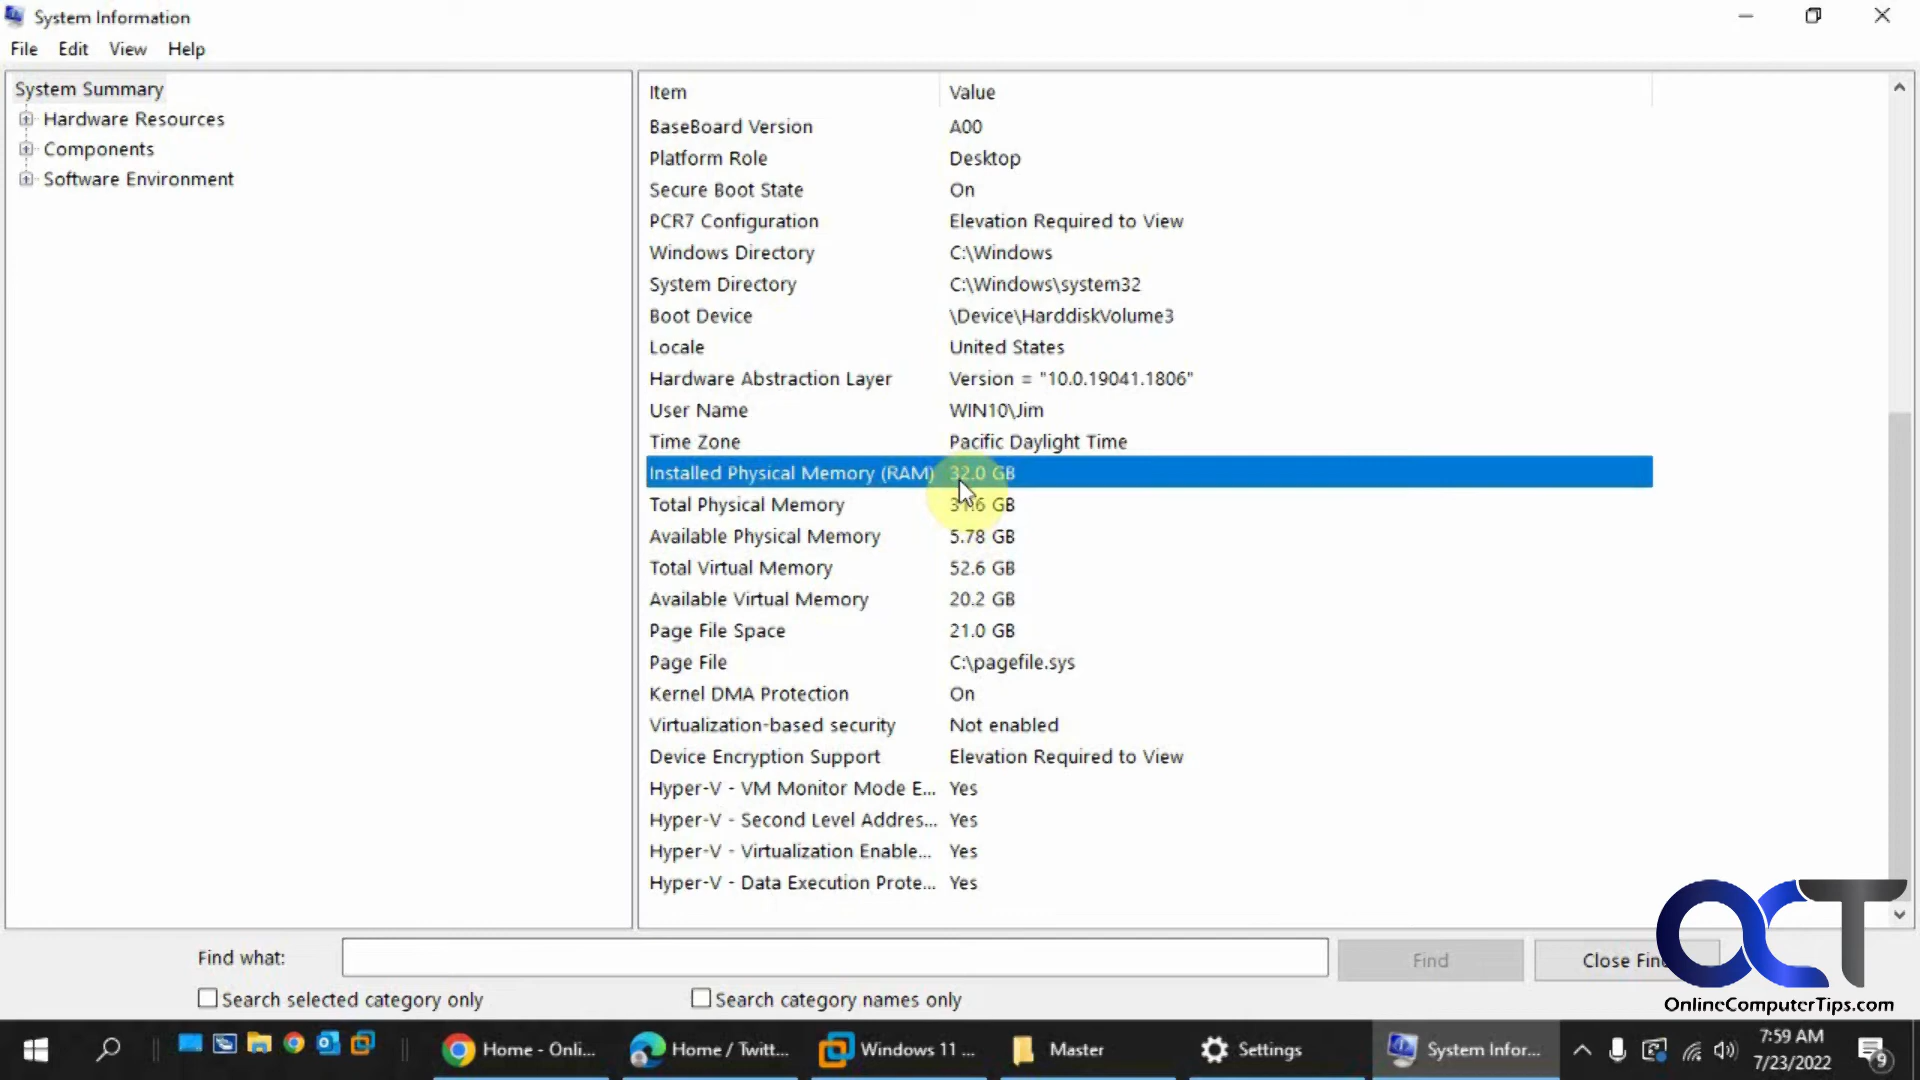 System Information
File Edit View Help
System Summary
Hardware Resources
Components
Software Environment
Item Value
BaseBoard Version A00
Platform Role Desktop
Secure Boot State On
PCR7 Configuration Elevation Required to View
Windows Directory C:\Windows
System Directory C:\Windows\system32
Boot Device \Device\HarddiskVolume3
Locale United States
Hardware Abstraction Layer Version = "10.0.19041.1806"
User Name WIN10\Jim
Time Zone Pacific Daylight Time
Installed Physical Memory (RAM) 32.0 GB
Total Physical Memory 31.6 GB
Available Physical Memory 5.78 GB
Total Virtual Memory 52.6 GB
Available Virtual Memory 20.2 GB
Page File Space 21.0 GB
Page File C:\pagefile.sys
Kernel DMA Protection On
Virtualization-based security Not enabled
Device Encryption Support Elevation Required to View
Hyper-V - VM Monitor Mode E... Yes
Hyper-V - Second Level Addres... Yes
Hyper-V - Virtualization Enable... Yes
Hyper-V - Data Execution Prote... Yes
Find what: Find Close Find
Search selected category only Search category names only
OCT
OnlineComputerTips.com
Home - Onli... Home / Twitt... Windows 11 ... Master Settings System Infor... 7:59 AM
7/23/2022 9